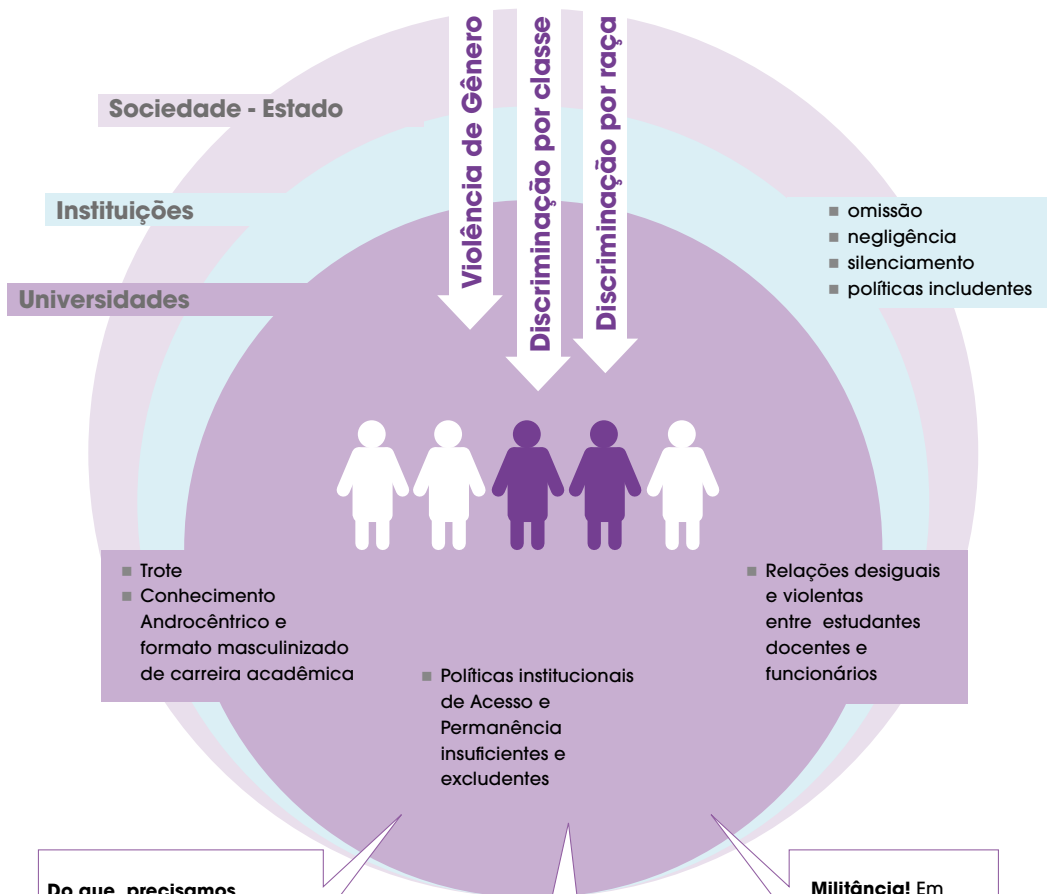 Violência de Gênero
Discriminação por classe
Discriminação por raça
Sociedade - Estado
Instituições
Universidades
omissão
negligência
silenciamento
políticas includentes
Trote
Conhecimento
Androcêntrico e
formato masculinizado
de carreira acadêmica
Políticas institucionais
de Acesso e
Permanência
insuficientes e
excludentes
Relações desiguais
e violentas
entre estudantes
docentes e
funcionários
Do que precisamos
Militância! Em